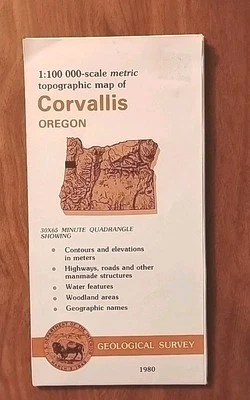 1:100 000-scale metric
topographic map of
Corvallis
OREGON
30X60 MINUTE QUADRANGLE
SHOWING
Contours and elevations
in meters
Highways, roads and other
manmade structures
Water features
Woodland areas
Geographic names
GEOLOGICAL SURVEY
1980